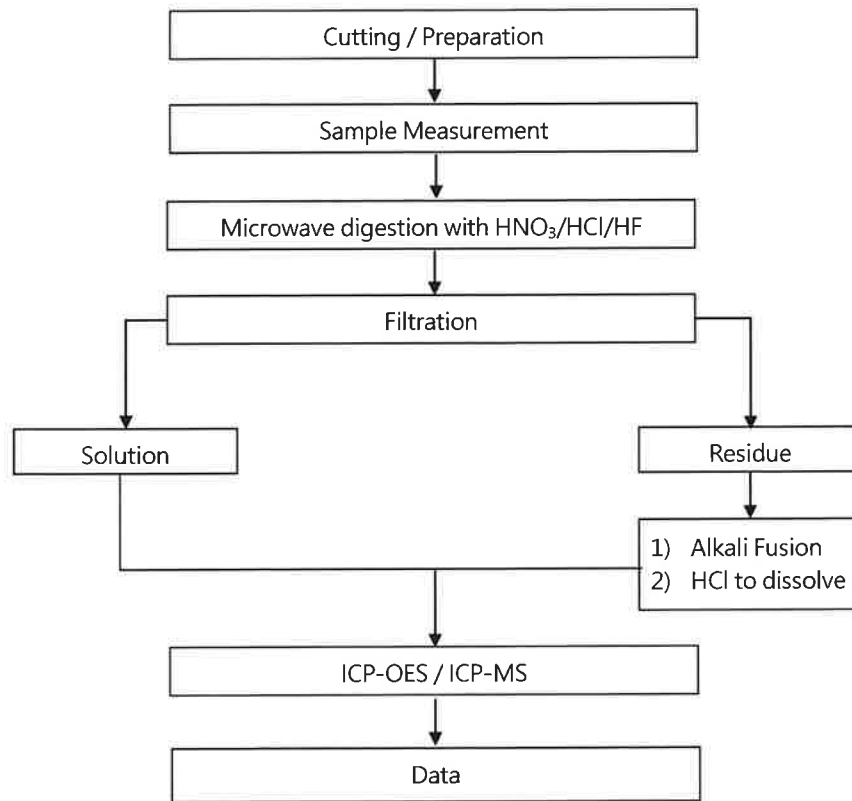 Cutting / Preparation
Sample Measurement
Microwave digestion with HNO₃/HCl/HF
Filtration
Solution
Residue
1) Alkali Fusion
2) HCl to dissolve
ICP-OES / ICP-MS
Data